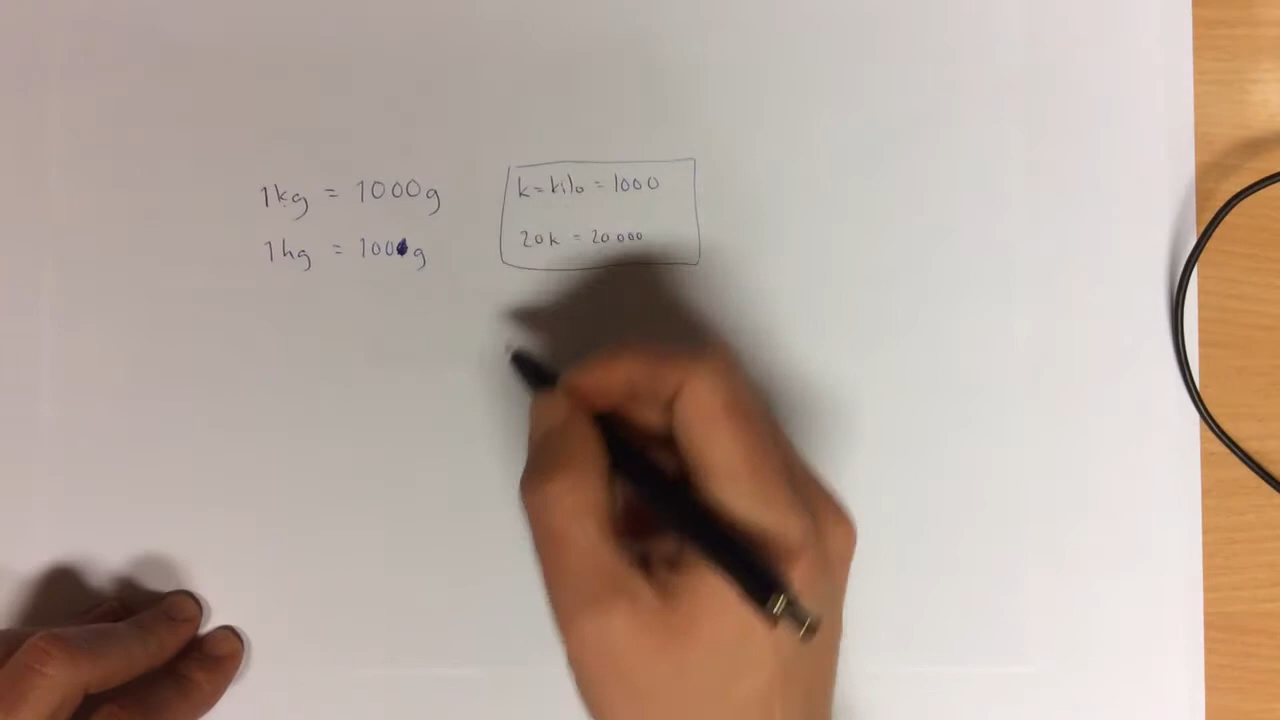 1kg = 1000g
1hg = 100g
k=kilo = 1000
20k = 20 000